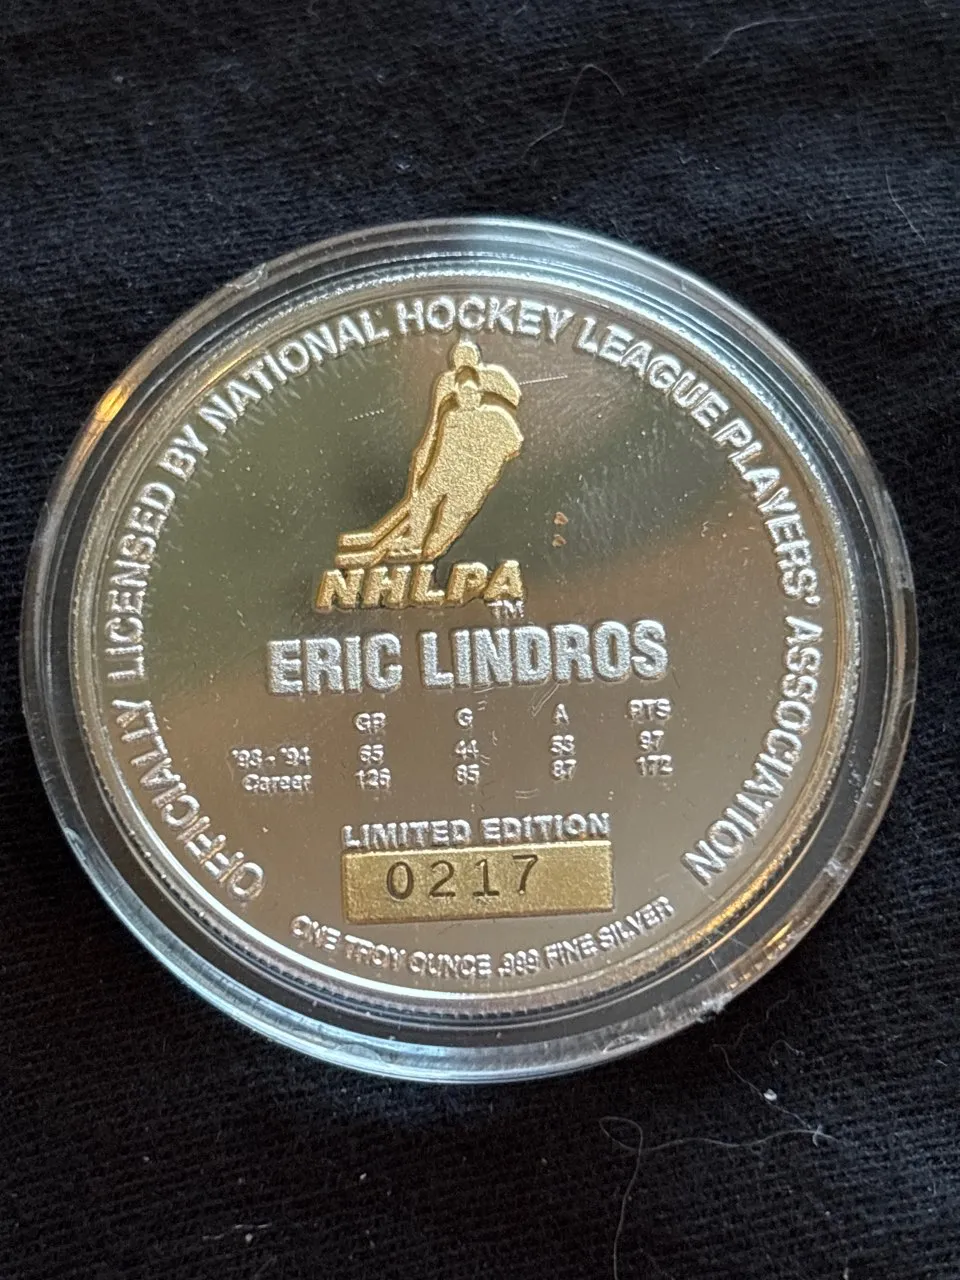 OFFICIALLY LICENSED BY NATIONAL HOCKEY LEAGUE PLAYERS' ASSOCIATION
NHLPA
TM
ERIC LINDROS
GP G A PTS
'93-'94 65 44 53 97
Career 126 85 87 172
LIMITED EDITION
0217
ONE TROY OUNCE .999 FINE SILVER